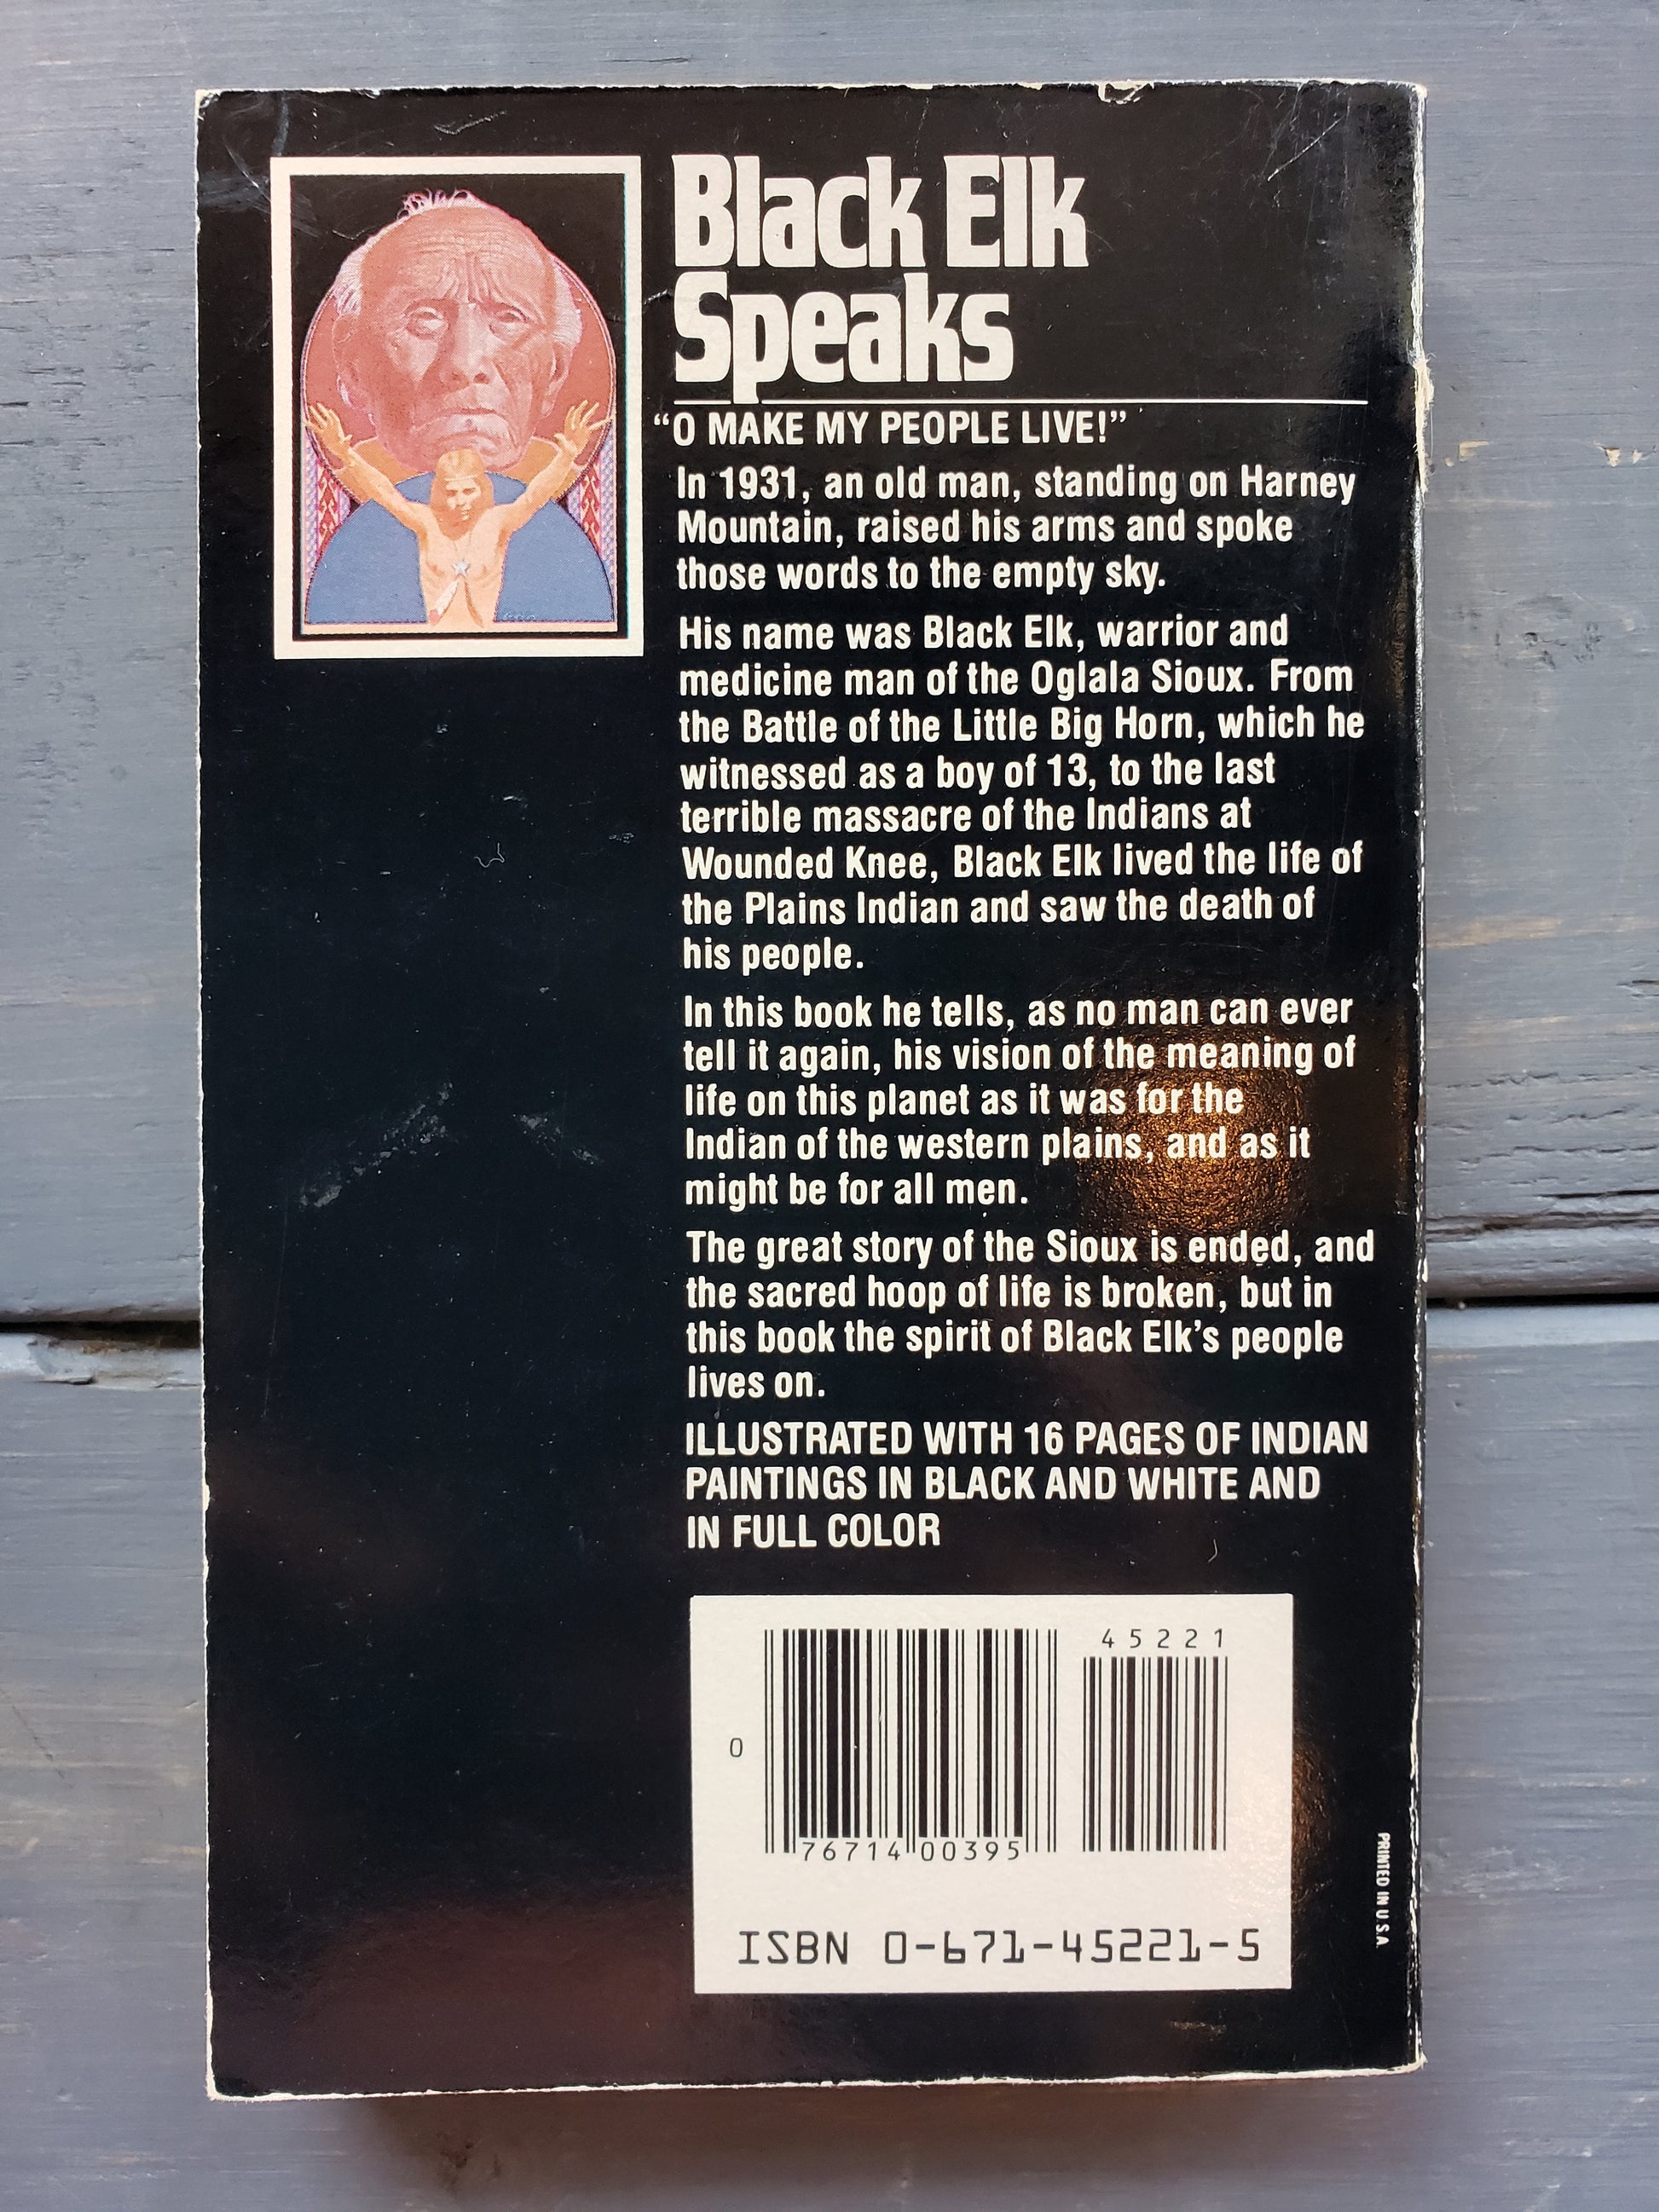 Black Elk
Speaks
“O MAKE MY PEOPLE LIVE!”
In 1931, an old man, standing on Harney
Mountain, raised his arms and spoke
those words to the empty sky.
His name was Black Elk, warrior and
medicine man of the Oglala Sioux. From
the Battle of the Little Big Horn, which he
witnessed as a boy of 13, to the last
terrible massacre of the Indians at
Wounded Knee, Black Elk lived the life of
the Plains Indian and saw the death of
his people.
In this book he tells, as no man can ever
tell it again, his vision of the meaning of
life on this planet as it was for the
Indian of the western plains, and as it
might be for all men.
The great story of the Sioux is ended, and
the sacred hoop of life is broken, but in
this book the spirit of Black Elk’s people
lives on.
ILLUSTRATED WITH 16 PAGES OF INDIAN
PAINTINGS IN BLACK AND WHITE AND
IN FULL COLOR
45221
0
76714 00395
ISBN 0-671-45221-5
PRINTED IN U.S.A.